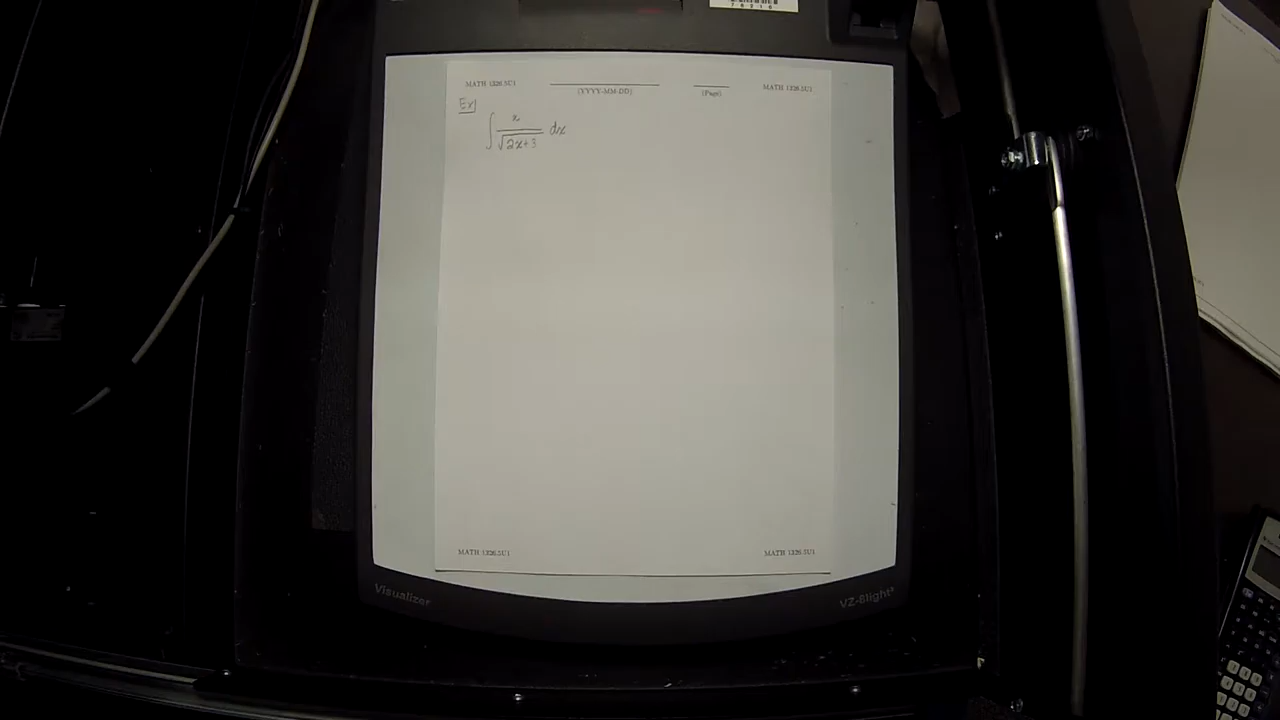 78216
MATH 1326.5U1 (YYYY-MM-DD) (Page) MATH 1326.5U1
Ex
∫ x/√(2x+3) dx
MATH 1326.5U1 MATH 1326.5U1
Visualizer VZ-8light³